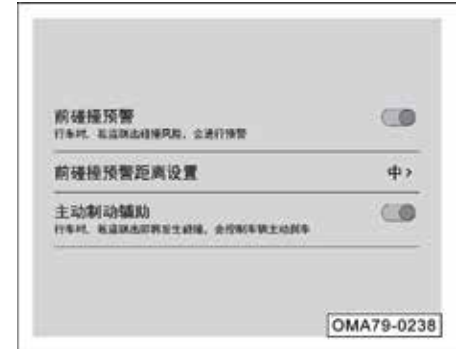 前碰撞预警
行车时，若监测出碰撞风险，会进行预警
前碰撞预警距离设置
中 >
主动制动辅助
行车时，若监测出即将发生碰撞，会控制车辆主动刹车
OMA79-0238